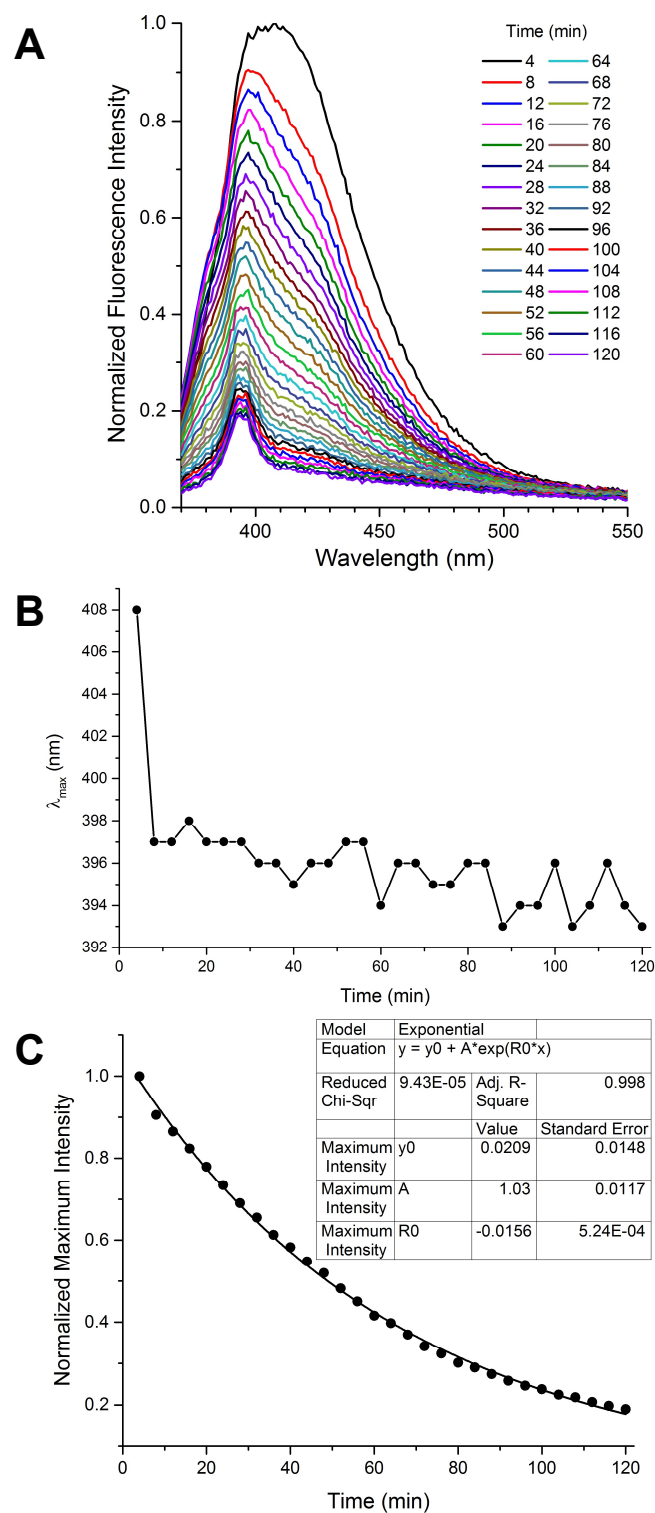 A
Time (min)
4 64
8 68
12 72
16 76
20 80
24 84
28 88
32 92
36 96
40 100
44 104
48 108
52 112
56 116
60 120
Normalized Fluorescence Intensity
1.0
0.8
0.6
0.4
0.2
0.0
400 450 500 550
Wavelength (nm)
B
λmax (nm)
408
406
404
402
400
398
396
394
392
0 20 40 60 80 100 120
Time (min)
C
Model Exponential
Equation y = y0 + A*exp(R0*x)
Reduced Chi-Sqr 9.43E-05 Adj. R-Square 0.998
Value Standard Error
Maximum Intensity y0 0.0209 0.0148
Maximum Intensity A 1.03 0.0117
Maximum Intensity R0 -0.0156 5.24E-04
Normalized Maximum Intensity
1.0
0.8
0.6
0.4
0.2
0 20 40 60 80 100 120
Time (min)